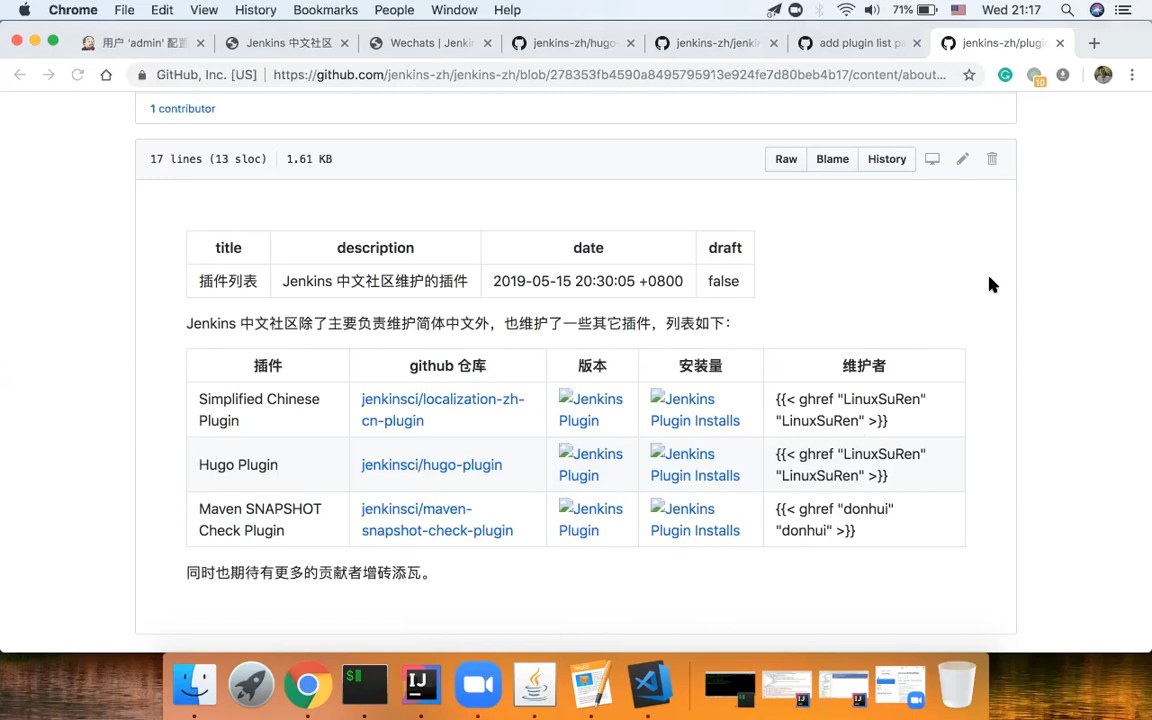 Chrome File Edit View History Bookmarks People Window Help 71% Wed 21:17
用户 'admin' 配置
Jenkins 中文社区
Wechats | Jenkin
jenkins-zh/hugo-
jenkins-zh/jenkin
add plugin list pa
jenkins-zh/plugin
GitHub, Inc. [US] https://github.com/jenkins-zh/jenkins-zh/blob/278353fb4590a8495795913e924fe7d80beb4b17/content/about... 10
1 contributor
17 lines (13 sloc) 1.61 KB Raw Blame History
title description date draft
插件列表 Jenkins 中文社区维护的插件 2019-05-15 20:30:05 +0800 false
Jenkins 中文社区除了主要负责维护简体中文外，也维护了一些其它插件，列表如下：
插件 github 仓库 版本 安装量 维护者
Simplified Chinese
Plugin
jenkinsci/localization-zh-
cn-plugin
Jenkins
Plugin
Jenkins
Plugin Installs
{{< ghref "LinuxSuRen"
"LinuxSuRen" >}}
Hugo Plugin
jenkinsci/hugo-plugin
Jenkins
Plugin
Jenkins
Plugin Installs
{{< ghref "LinuxSuRen"
"LinuxSuRen" >}}
Maven SNAPSHOT
Check Plugin
jenkinsci/maven-
snapshot-check-plugin
Jenkins
Plugin
Jenkins
Plugin Installs
{{< ghref "donhui"
"donhui" >}}
同时也期待有更多的贡献者增砖添瓦。
$
IJ